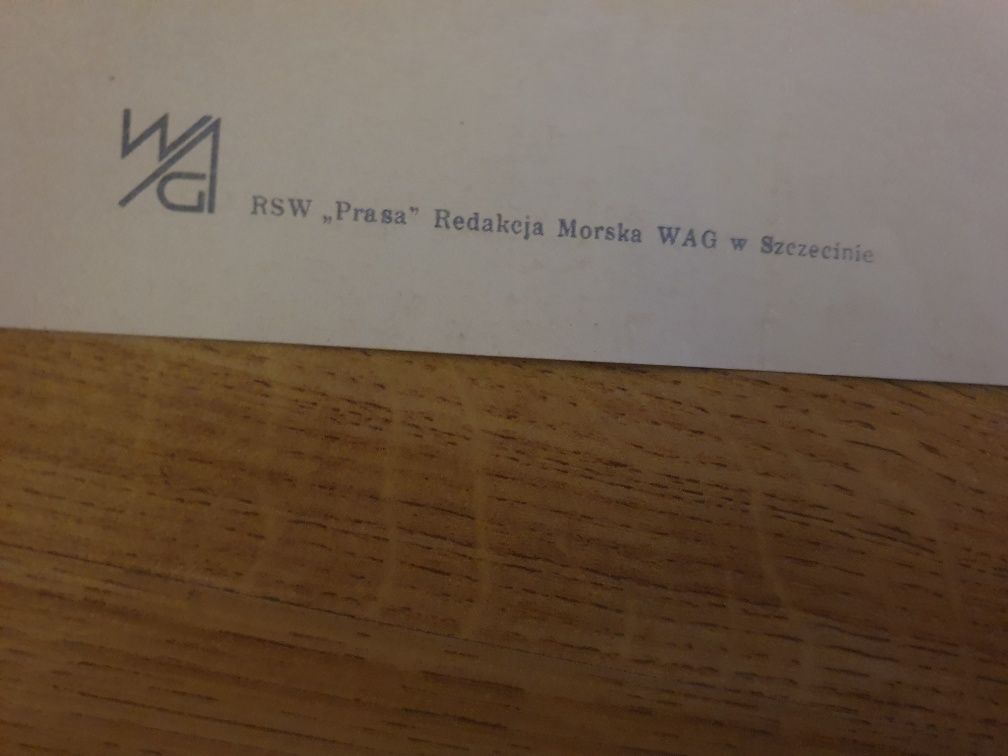 WAG
RSW „Prasa” Redakcja Morska WAG w Szczecinie